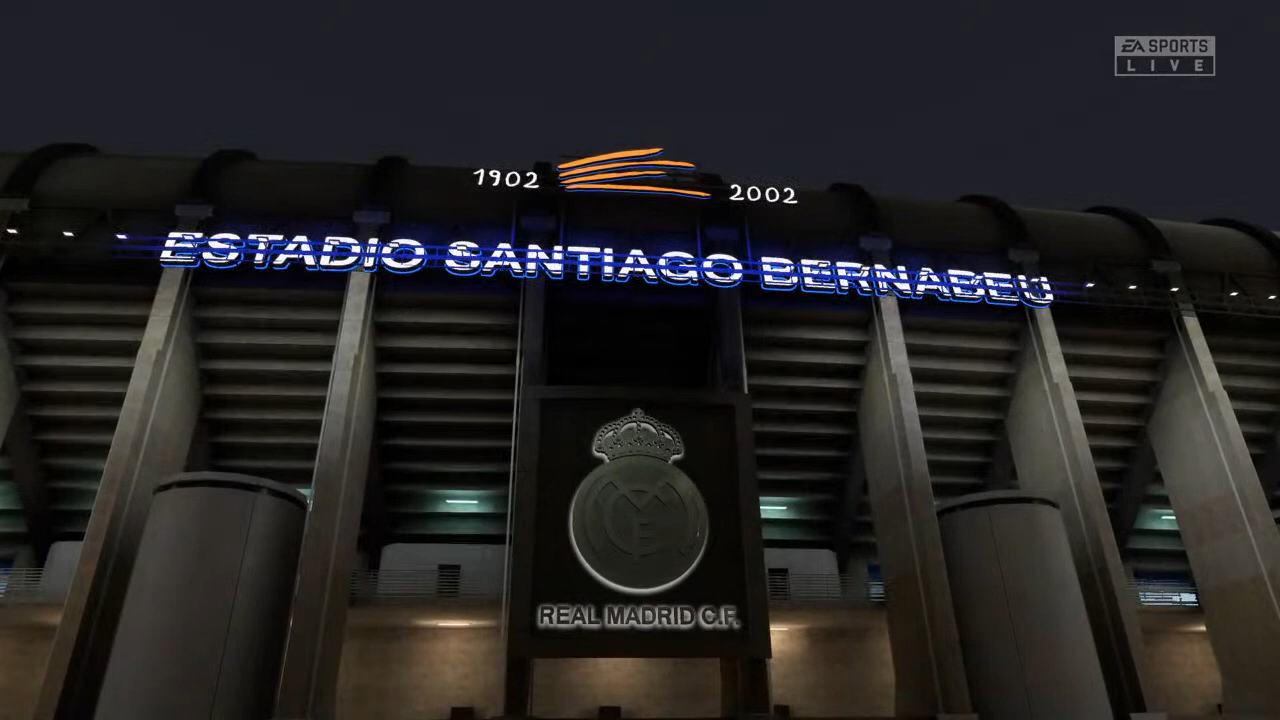 EA SPORTS
LIVE
1902 2002
ESTADIO SANTIAGO BERNABEU
REAL MADRID C.F.